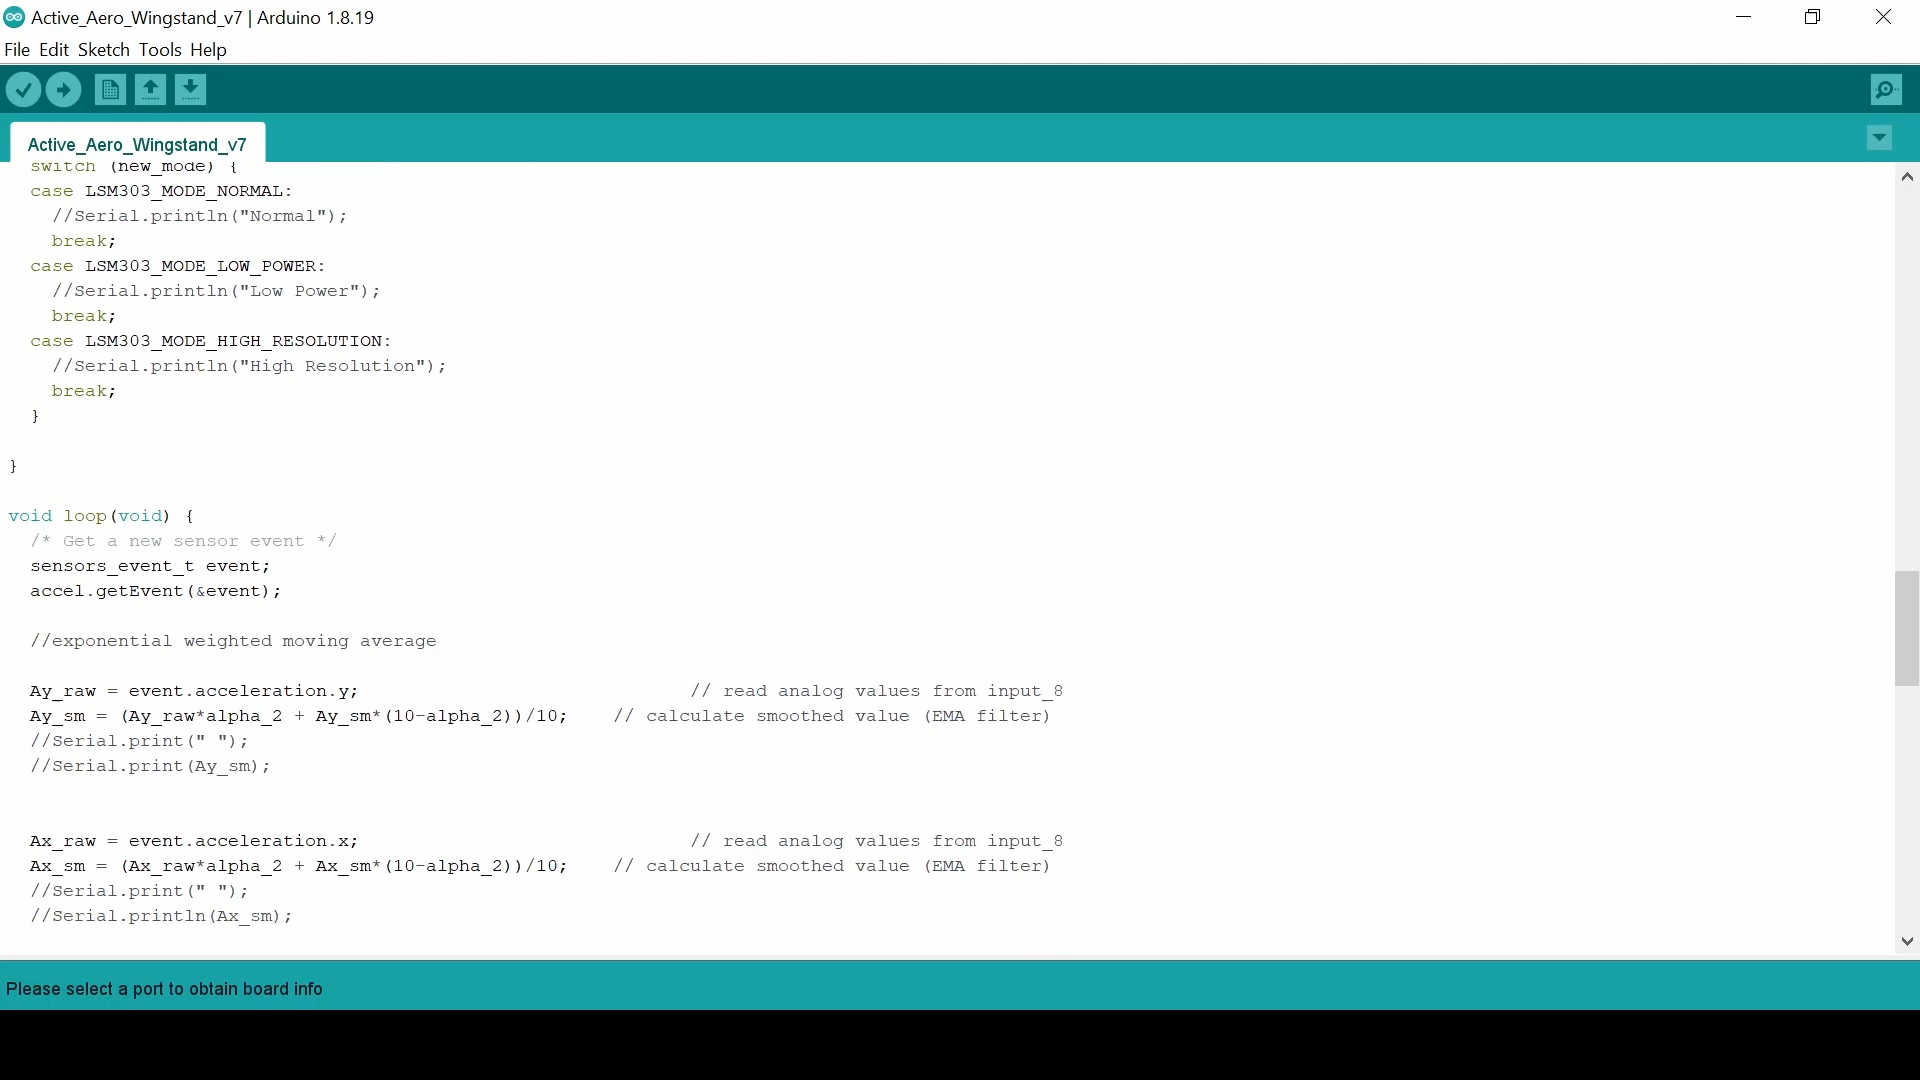 Active_Aero_Wingstand_v7 | Arduino 1.8.19
File Edit Sketch Tools Help
Active_Aero_Wingstand_v7
switch (new_mode) {
case LSM303_MODE_NORMAL:
//Serial.println("Normal");
break;
case LSM303_MODE_LOW_POWER:
//Serial.println("Low Power");
break;
case LSM303_MODE_HIGH_RESOLUTION:
//Serial.println("High Resolution");
break;
}
}
void loop(void) {
/* Get a new sensor event */
sensors_event_t event;
accel.getEvent(&event);
//exponential weighted moving average
Ay_raw = event.acceleration.y; // read analog values from input_8
Ay_sm = (Ay_raw*alpha_2 + Ay_sm*(10-alpha_2))/10; // calculate smoothed value (EMA filter)
//Serial.print(" ");
//Serial.print(Ay_sm);
Ax_raw = event.acceleration.x; // read analog values from input_8
Ax_sm = (Ax_raw*alpha_2 + Ax_sm*(10-alpha_2))/10; // calculate smoothed value (EMA filter)
//Serial.print(" ");
//Serial.println(Ax_sm);
Please select a port to obtain board info